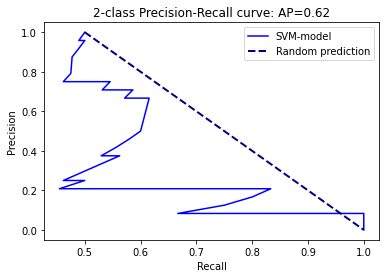 2-class Precision-Recall curve: AP=0.62
SVM-model
Random prediction
Precision
1.0
0.8
0.6
0.4
0.2
0.0
0.5
0.6
0.7
0.8
0.9
1.0
Recall